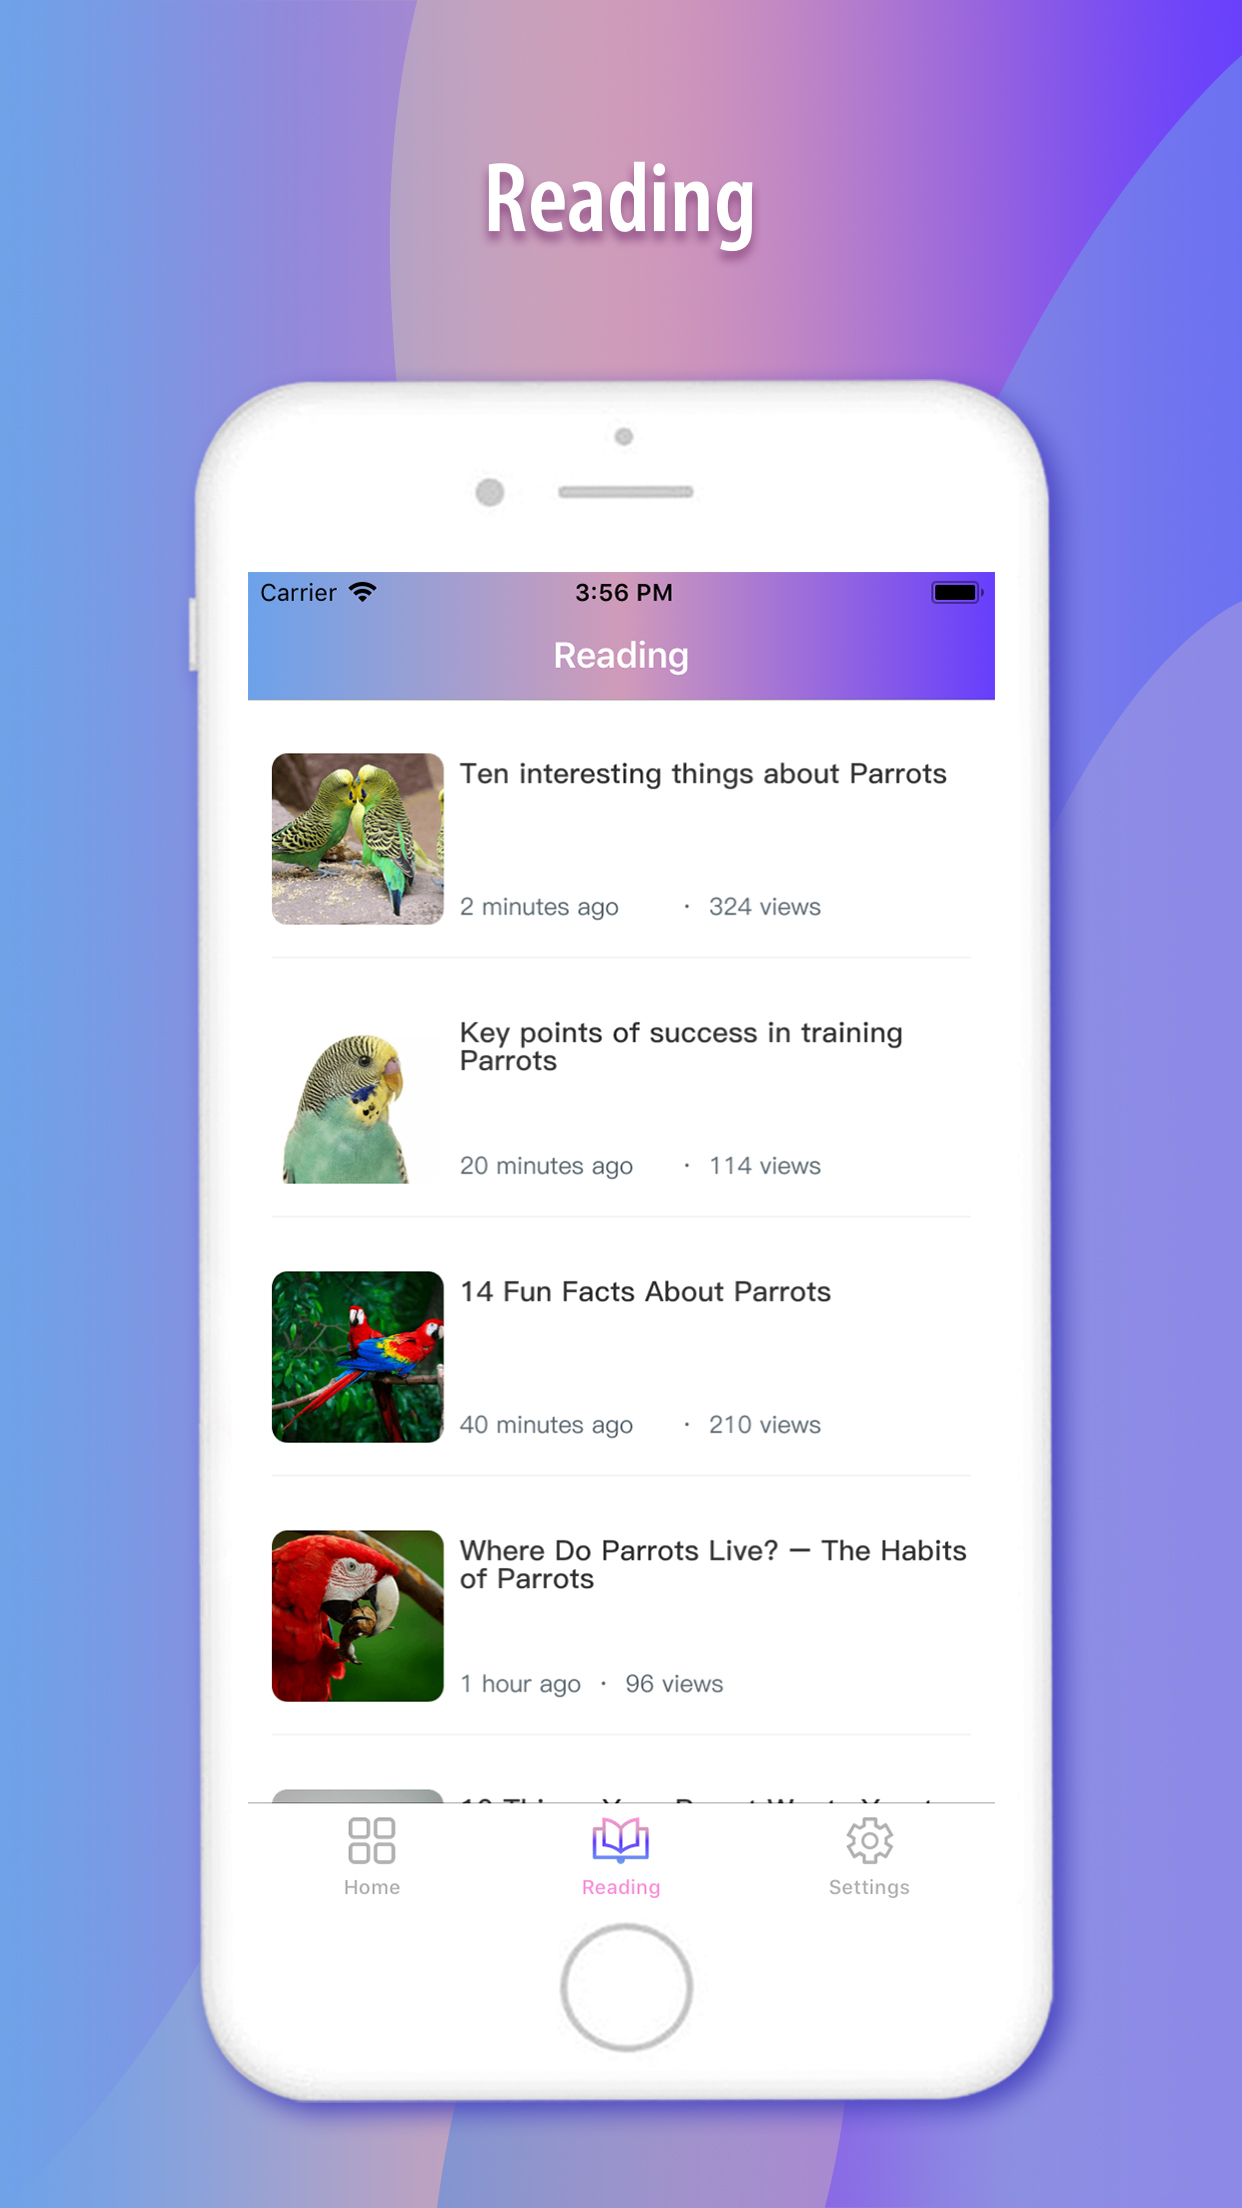 Reading
Carrier
3:56 PM
Reading
Ten interesting things about Parrots
2 minutes ago · 324 views
Key points of success in training
Parrots
20 minutes ago · 114 views
14 Fun Facts About Parrots
40 minutes ago · 210 views
Where Do Parrots Live? — The Habits
of Parrots
1 hour ago · 96 views
Home
Reading
Settings